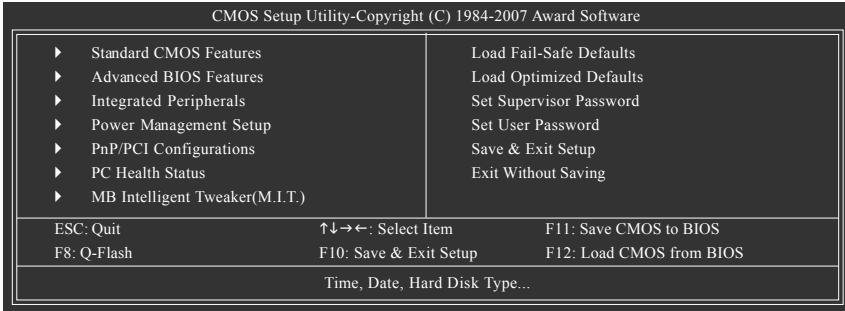 CMOS Setup Utility-Copyright (C) 1984-2007 Award Software
▶ Standard CMOS Features
▶ Advanced BIOS Features
▶ Integrated Peripherals
▶ Power Management Setup
▶ PnP/PCI Configurations
▶ PC Health Status
▶ MB Intelligent Tweaker(M.I.T.)
Load Fail-Safe Defaults
Load Optimized Defaults
Set Supervisor Password
Set User Password
Save & Exit Setup
Exit Without Saving
ESC: Quit ↑↓→←: Select Item F11: Save CMOS to BIOS
F8: Q-Flash F10: Save & Exit Setup F12: Load CMOS from BIOS
Time, Date, Hard Disk Type...